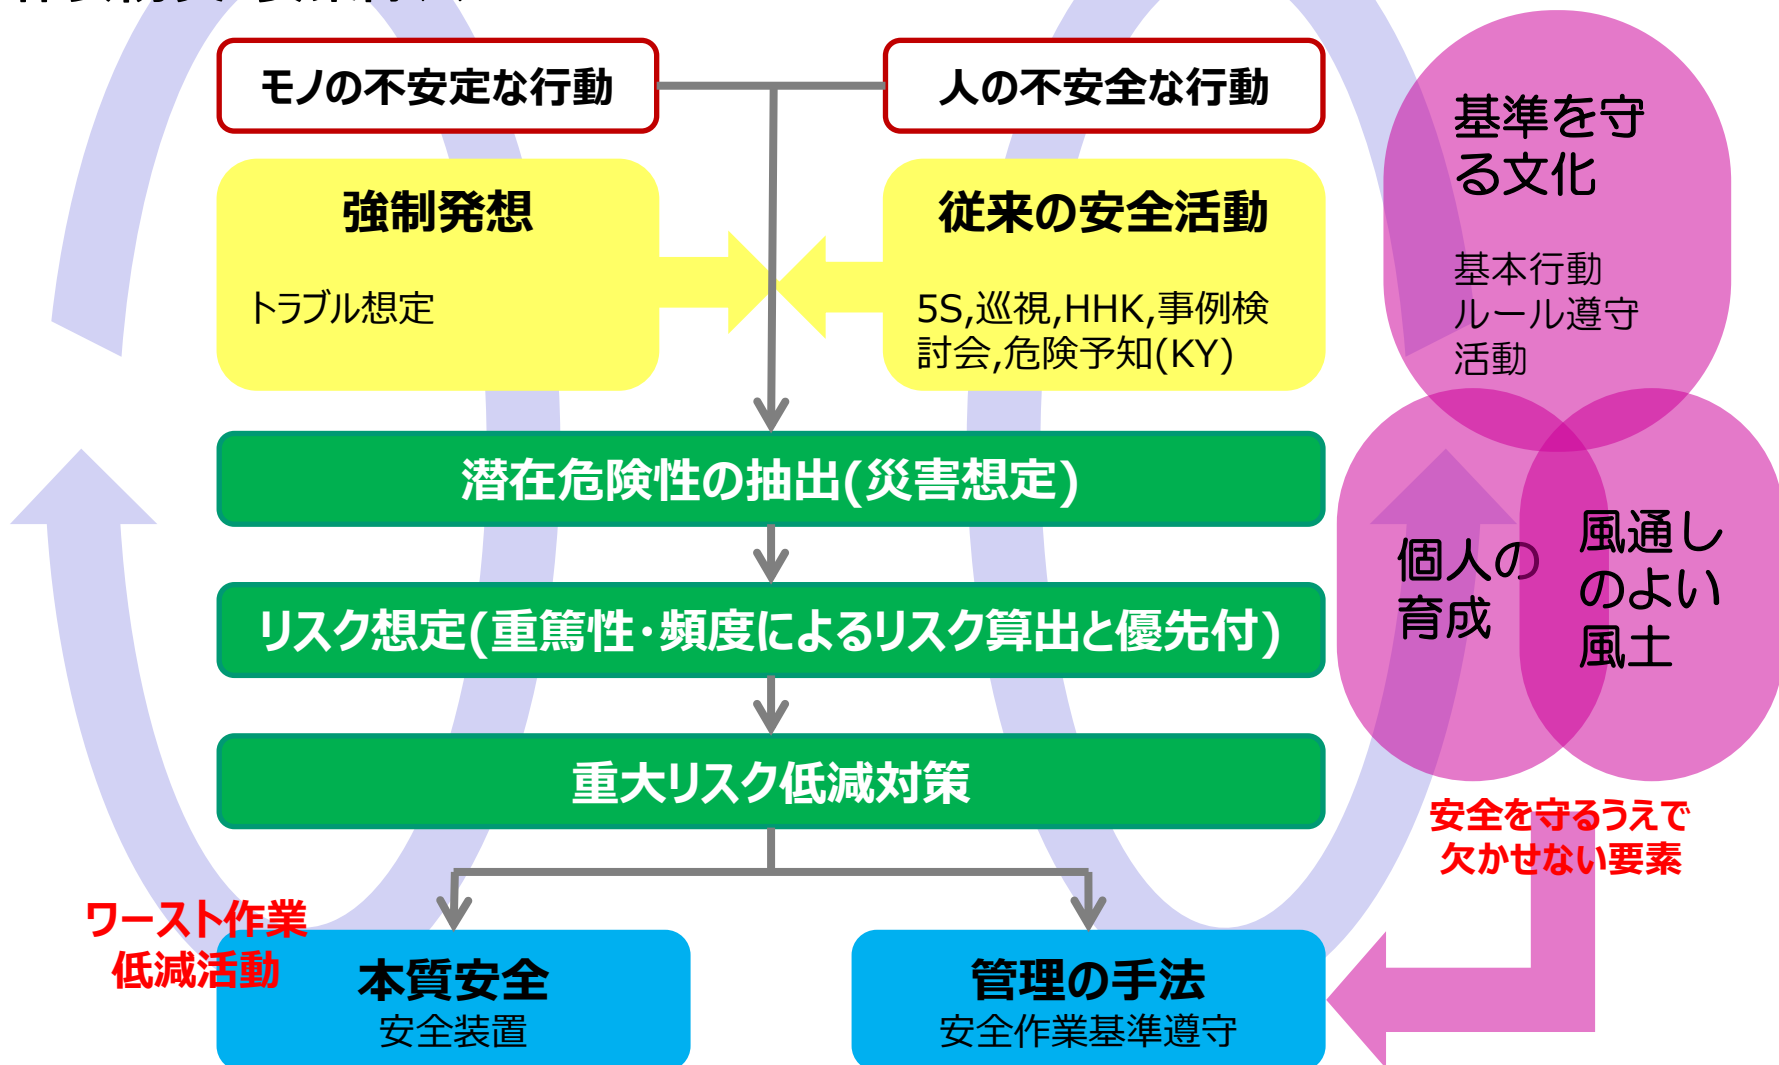 モノの不安定な行動
人の不安全な行動
強制発想
トラブル想定
従来の安全活動
5S,巡視,HHK,事例検
討会,危険予知(KY)
潜在危険性の抽出(災害想定)
リスク想定(重篤性・頻度によるリスク算出と優先付)
重大リスク低減対策
ワースト作業
低減活動
本質安全
安全装置
管理の手法
安全作業基準遵守
基準を守
る文化
基本行動
ルール遵守
活動
個人の
育成
風通し
のよい
風土
安全を守るうえで
欠かせない要素